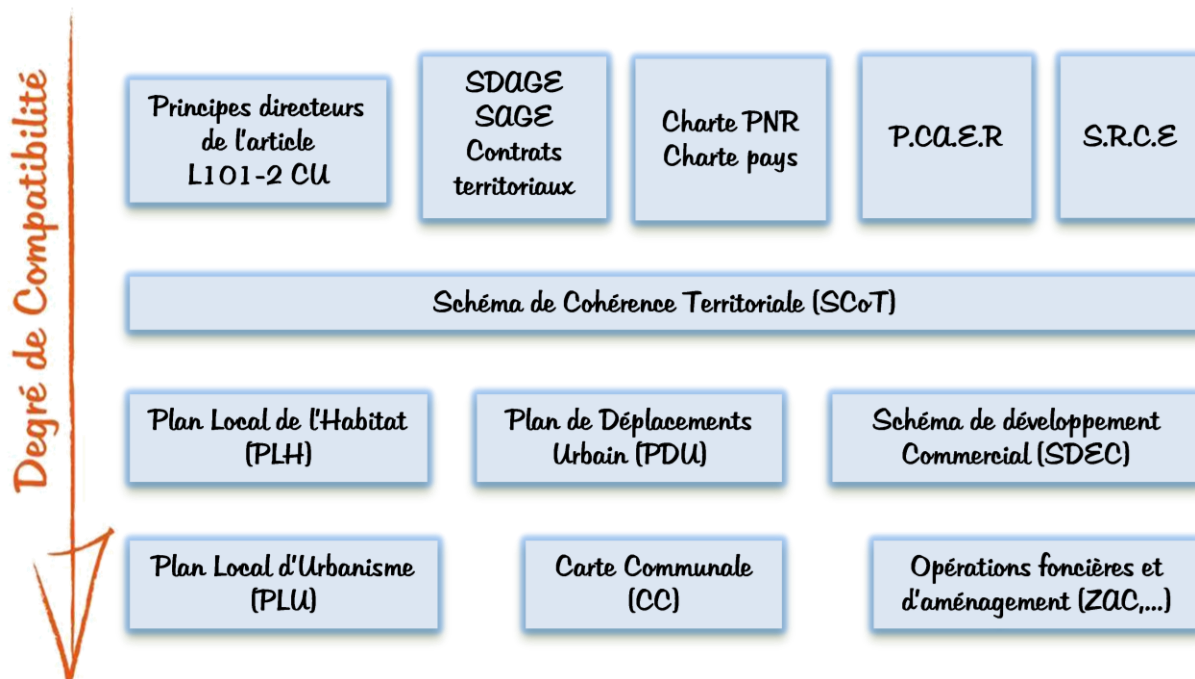 Degré de Compatibilité
Principes directeurs
de l'article
L101-2 CU
SDAGE
SAGE
Contrats
territoriaux
Charte PNR
Charte pays
P.CA.E.R
S.R.C.E
Schéma de Cohérence Territoriale (SCoT)
Plan Local de l'Habitat
(PLH)
Plan de Déplacements
Urbain (PDU)
Schéma de développement
Commercial (SDEC)
Plan Local d'Urbanisme
(PLU)
Carte Communale
(CC)
Opérations foncières et
d'aménagement (ZAC,...)